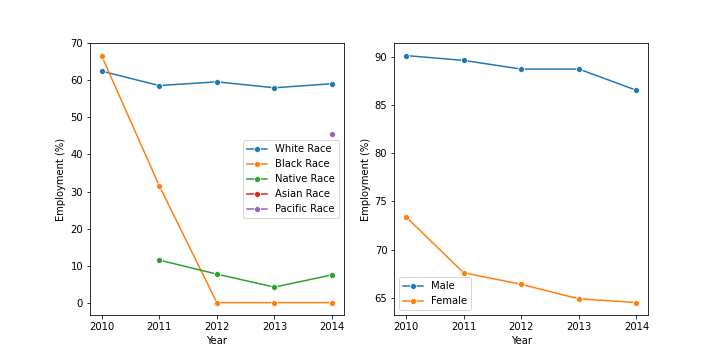 70
60
50
40
30
20
10
0
Employment (%)
2010 2011 2012 2013 2014
Year
White Race
Black Race
Native Race
Asian Race
Pacific Race
90
85
80
75
70
65
Employment (%)
2010 2011 2012 2013 2014
Year
Male
Female